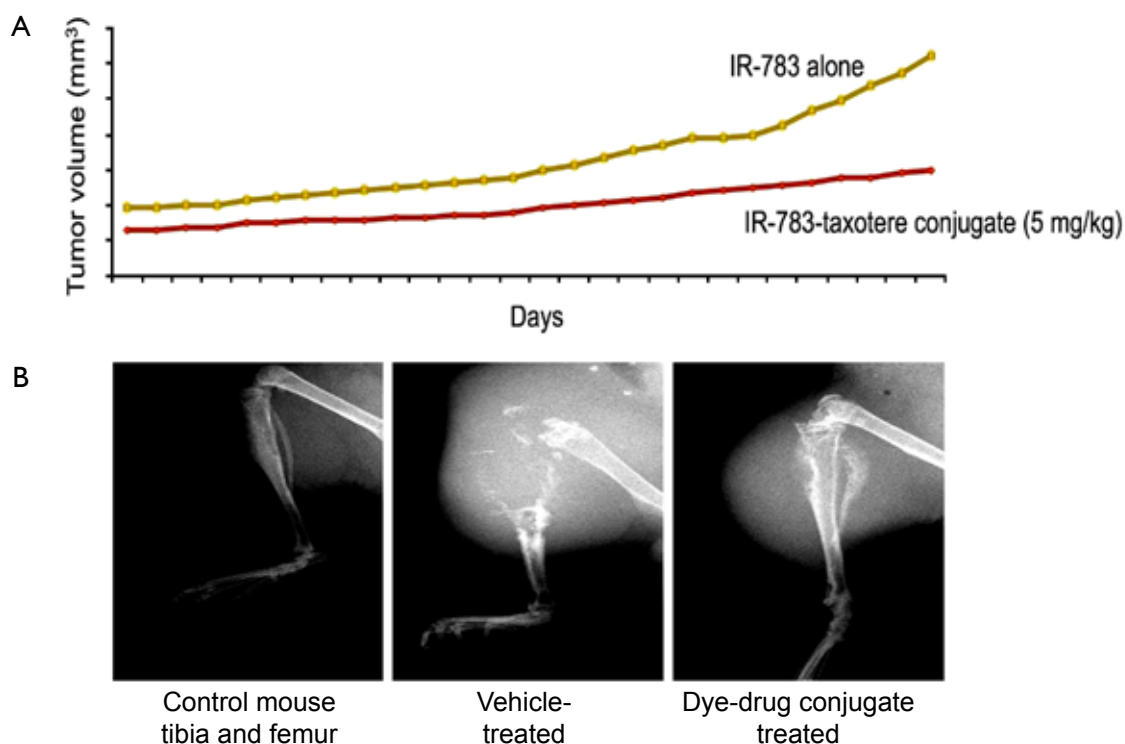 A
Tumor volume (mm³)
IR-783 alone
IR-783-taxotere conjugate (5 mg/kg)
Days
B
Control mouse
tibia and femur
Vehicle-
treated
Dye-drug conjugate
treated